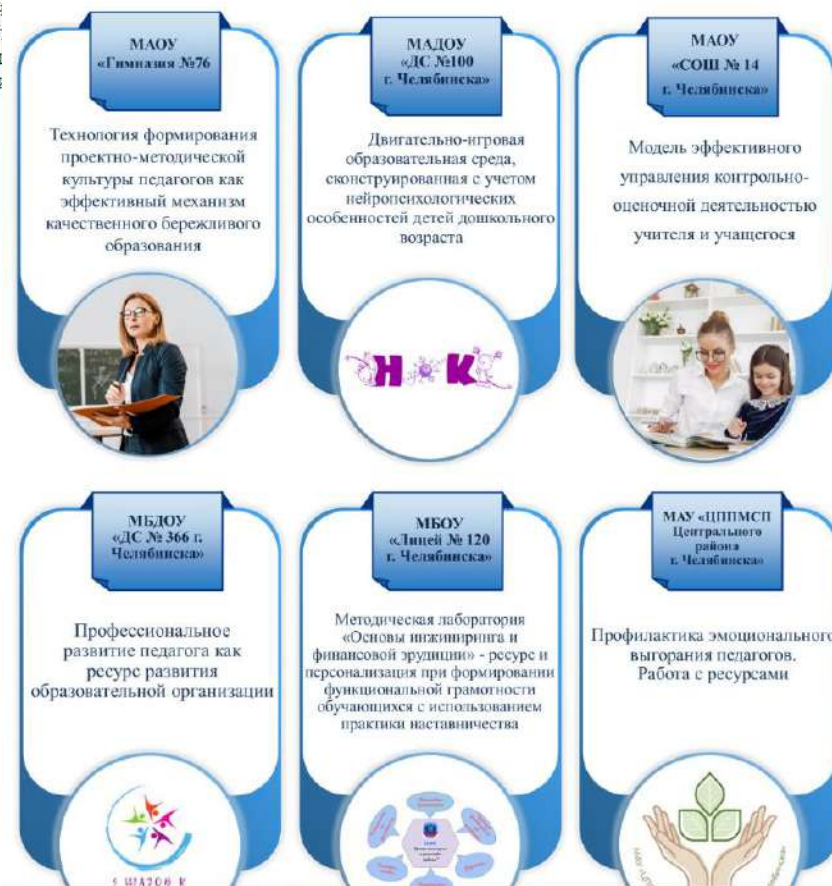 МАОУ
«Гимназия №76
Технология формирования
проектно-методической
культуры педагогов как
эффективный механизм
качественного бережливого
образования
МАДОУ
«ДС №100
г. Челябинска»
Двигательно-игровая
образовательная среда,
сконструированная с учетом
нейропсихологических
особенностей детей дошкольного
возраста
МАОУ
«СОШ № 14
г. Челябинска»
Модель эффективного
управления контрольно-
оценочной деятельностью
учителя и учащегося
МБДОУ
«ДС № 366 г.
Челябинска»
Профессиональное
развитие педагога как
ресурс развития
образовательной организации
5 ШАГОВ К
МБОУ
«Лицей № 120
г. Челябинска»
Методическая лаборатория
«Основы инжиниринга и
финансовой эрудиции» - ресурс и
персонализация при формировании
функциональной грамотности
обучающихся с использованием
практики наставничества
МАУ «ЦППМСП
Центрального
района
г. Челябинска»
Профилактика эмоционального
выгорания педагогов.
Работа с ресурсами